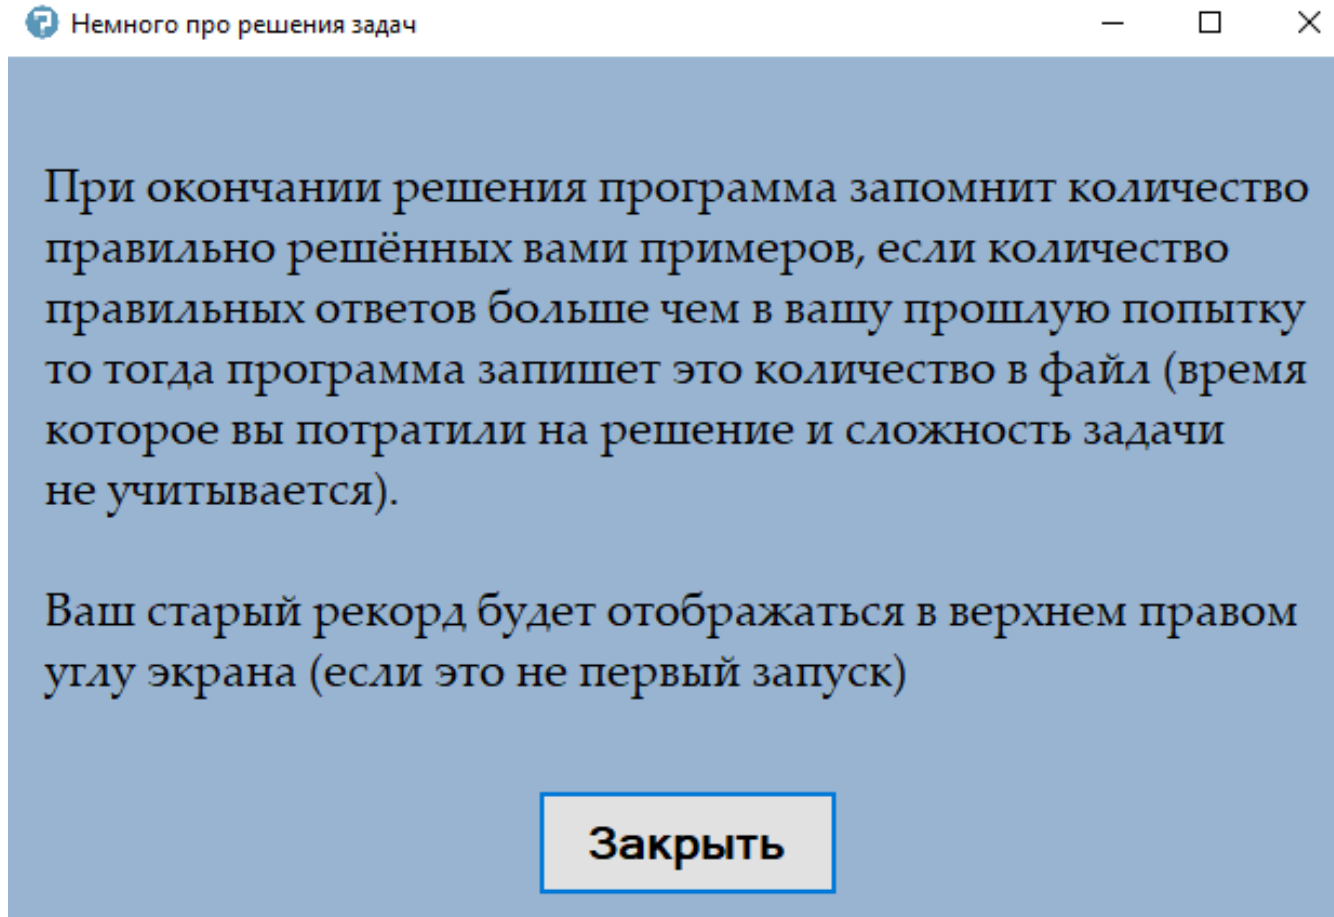 Немного про решения задач
При окончании решения программа запомнит количество
правильно решённых вами примеров, если количество
правильных ответов больше чем в вашу прошлую попытку
то тогда программа запишет это количество в файл (время
которое вы потратили на решение и сложность задачи
не учитывается).
Ваш старый рекорд будет отображаться в верхнем правом
углу экрана (если это не первый запуск)
Закрыть